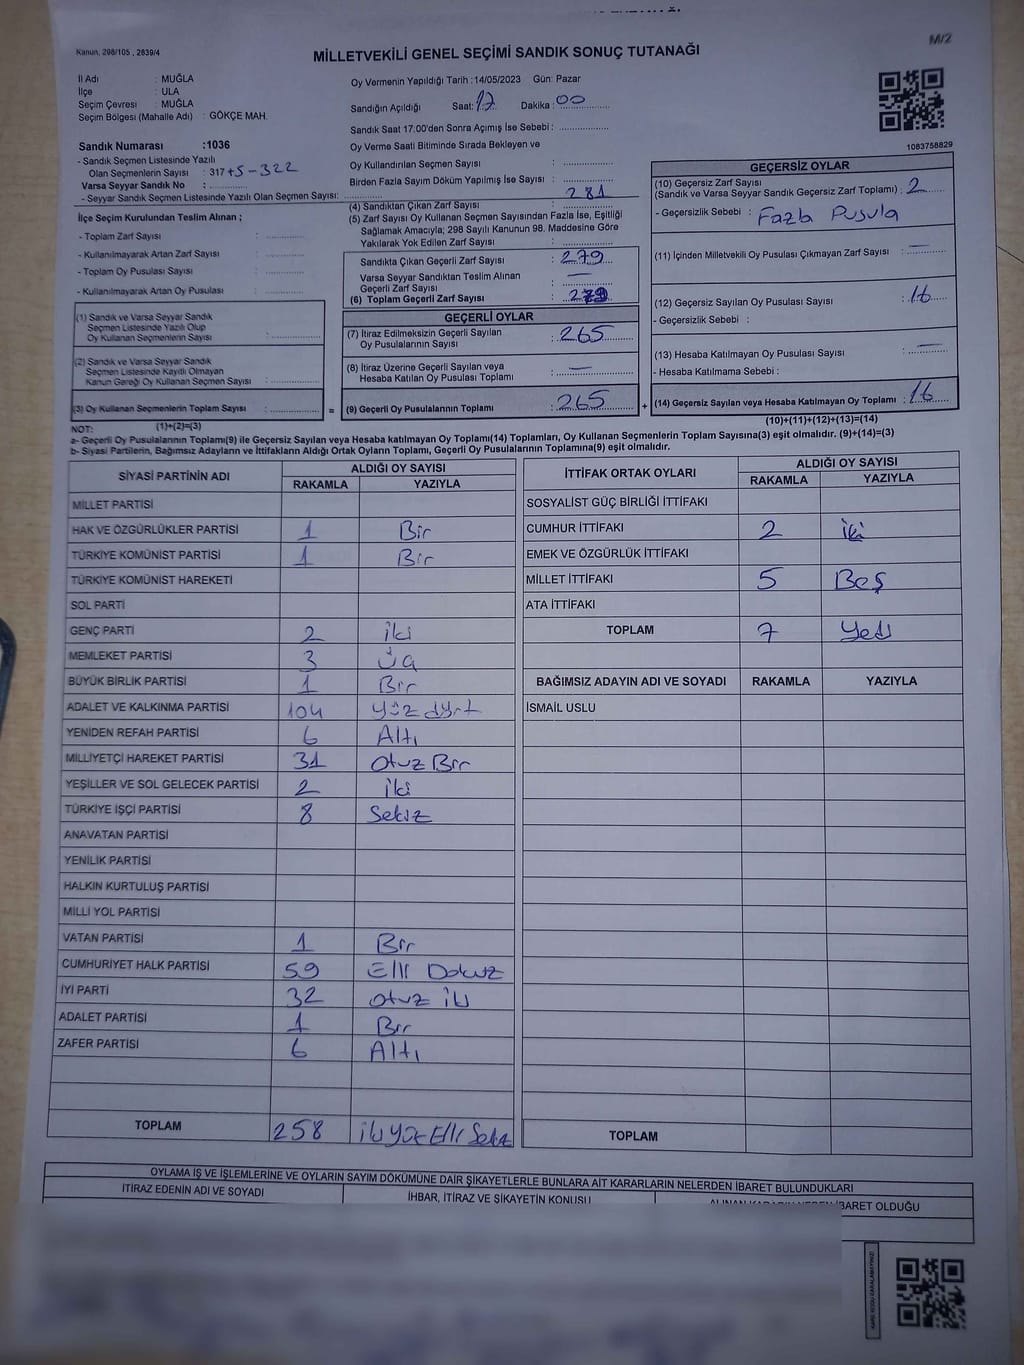 Kanun, 298/105 , 2839/4
M/2
MİLLETVEKİLİ GENEL SEÇİMİ SANDIK SONUÇ TUTANAĞI
İl Adı : MUĞLA
İlçe : ULA
Seçim Çevresi : MUĞLA
Seçim Bölgesi (Mahalle Adı) : GÖKÇE MAH.
Sandık Numarası :1036
- Sandık Seçmen Listesinde Yazılı
Olan Seçmenlerin Sayısı : 317 +5 - 322
Varsa Seyyar Sandık No :
- Seyyar Sandık Seçmen Listesinde Yazılı Olan Seçmen Sayısı:
İlçe Seçim Kurulundan Teslim Alınan ;
- Toplam Zarf Sayısı :
- Kullanılmayarak Artan Zarf Sayısı :
- Toplam Oy Pusulası Sayısı :
- Kullanılmayarak Artan Oy Pusulası :
(1) Sandık ve Varsa Seyyar Sandık
Seçmen Listesinde Yazılı Olup
Oy Kullanan Seçmenlerin Sayısı :
(2) Sandık ve Varsa Seyyar Sandık
Seçmen Listesinde Kayıtlı Olmayan
Kanun Gereği Oy Kullanan Seçmen Sayısı :
(3) Oy Kullanan Seçmenlerin Toplam Sayısı : =
Oy Vermenin Yapıldığı Tarih :14/05/2023 Gün: Pazar
Sandığın Açıldığı Saat: 17 Dakika : 00
Sandık Saat 17:00'den Sonra Açımış İse Sebebi :
Oy Verme Saati Bitiminde Sırada Bekleyen ve
Oy Kullandırılan Seçmen Sayısı :
Birden Fazla Sayım Döküm Yapılmış İse Sayısı :
(4) Sandıktan Çıkan Zarf Sayısı : 281
(5) Zarf Sayısı Oy Kullanan Seçmen Sayısından Fazla İse, Eşitliği
Sağlamak Amacıyla; 298 Sayılı Kanunun 98. Maddesine Göre
Yakılarak Yok Edilen Zarf Sayısı :
Sandıkta Çıkan Geçerli Zarf Sayısı : 279
Varsa Seyyar Sandıktan Teslim Alınan
Geçerli Zarf Sayısı : —
(6) Toplam Geçerli Zarf Sayısı : 279
GEÇERLİ OYLAR
(7) İtiraz Edilmeksizin Geçerli Sayılan
Oy Pusulalarının Sayısı : 265
(8) İtiraz Üzerine Geçerli Sayılan veya
Hesaba Katılan Oy Pusulası Toplamı : —
(9) Geçerli Oy Pusulalarının Toplamı : 265 +
1083758829
GEÇERSİZ OYLAR
(10) Geçersiz Zarf Sayısı
(Sandık ve Varsa Seyyar Sandık Geçersiz Zarf Toplamı) : 2
- Geçersizlik Sebebi : Fazla Pusula
(11) İçinden Milletvekili Oy Pusulası Çıkmayan Zarf Sayısı : —
(12) Geçersiz Sayılan Oy Pusulası Sayısı : 16
- Geçersizlik Sebebi :
(13) Hesaba Katılmayan Oy Pusulası Sayısı : —
- Hesaba Katılmama Sebebi :
(14) Geçersiz Sayılan veya Hesaba Katılmayan Oy Toplamı : 16
NOT: (1)+(2)=(3) (10)+(11)+(12)+(13)=(14)
a- Geçerli Oy Pusulalarının Toplamı(9) ile Geçersiz Sayılan veya Hesaba katılmayan Oy Toplamı(14) Toplamları, Oy Kullanan Seçmenlerin Toplam Sayısına(3) eşit olmalıdır. (9)+(14)=(3)
b- Siyasi Partilerin, Bağımsız Adayların ve İttifakların Aldığı Ortak Oyların Toplamı, Geçerli Oy Pusulalarının Toplamına(9) eşit olmalıdır.
SİYASİ PARTİNİN ADI ALDIĞI OY SAYISI
RAKAMLA YAZIYLA
MİLLET PARTİSİ
HAK VE ÖZGÜRLÜKLER PARTİSİ 1 Bir
TÜRKİYE KOMÜNİST PARTİSİ 1 Bir
TÜRKİYE KOMÜNİST HAREKETİ
SOL PARTİ
GENÇ PARTİ 2 iki
MEMLEKET PARTİSİ 3 Üç
BÜYÜK BİRLİK PARTİSİ 1 Bir
ADALET VE KALKINMA PARTİSİ 104 yüz dört
YENİDEN REFAH PARTİSİ 6 Altı
MİLLİYETÇİ HAREKET PARTİSİ 31 Otuz Bir
YEŞİLLER VE SOL GELECEK PARTİSİ 2 iki
TÜRKİYE İŞÇİ PARTİSİ 8 Sekiz
ANAVATAN PARTİSİ
YENİLİK PARTİSİ
HALKIN KURTULUŞ PARTİSİ
MİLLİ YOL PARTİSİ
VATAN PARTİSİ 1 Bir
CUMHURİYET HALK PARTİSİ 59 Elli Dokuz
İYİ PARTİ 32 Otuz iki
ADALET PARTİSİ 1 Bir
ZAFER PARTİSİ 6 Altı
TOPLAM 258 iki yüz Elli Sekiz
İTTİFAK ORTAK OYLARI ALDIĞI OY SAYISI
RAKAMLA YAZIYLA
SOSYALİST GÜÇ BİRLİĞİ İTTİFAKI
CUMHUR İTTİFAKI 2 iki
EMEK VE ÖZGÜRLÜK İTTİFAKI
MİLLET İTTİFAKI 5 Beş
ATA İTTİFAKI
TOPLAM 7 Yedi
BAĞIMSIZ ADAYIN ADI VE SOYADI RAKAMLA YAZIYLA
İSMAİL USLU
TOPLAM
OYLAMA İŞ VE İŞLEMLERİNE VE OYLARIN SAYIM DÖKÜMÜNE DAİR ŞİKAYETLERLE BUNLARA AİT KARARLARIN NELERDEN İBARET BULUNDUKLARI
İTİRAZ EDENİN ADI VE SOYADI İHBAR, İTİRAZ VE ŞİKAYETİN KONUSU İBARET OLDUĞU